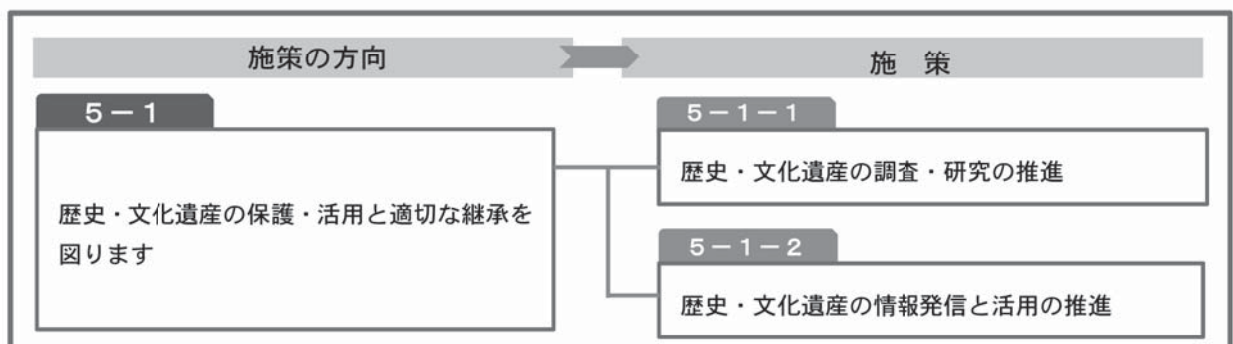 施策の方向
施　策
５－１
歴史・文化遺産の保護・活用と適切な継承を
図ります
５－１－１
歴史・文化遺産の調査・研究の推進
５－１－２
歴史・文化遺産の情報発信と活用の推進